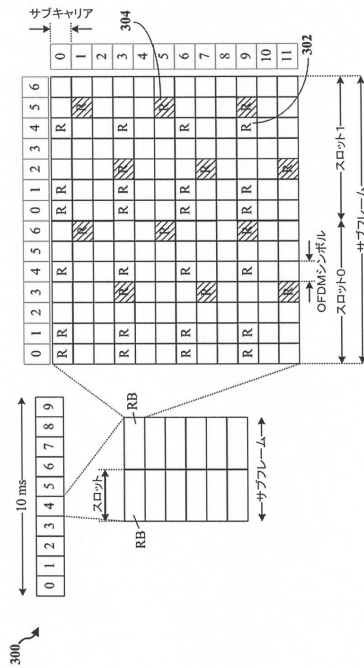 300
10 ms
0 1 2 3 4 5 6 7 8 9
スロット
RB
RB
サブフレーム
サブキャリア
304
302
0 1 2 3 4 5 6 0 1 2 3 4 5 6
R R R R R R 0
R R 1
2
R R R R R R R R 3
4
R R 5
R R R R R R 6
R R 7
8
R R R R R R R R 9
10
R R 11
OFDMシンボル
スロット0
スロット1
サブフレーム